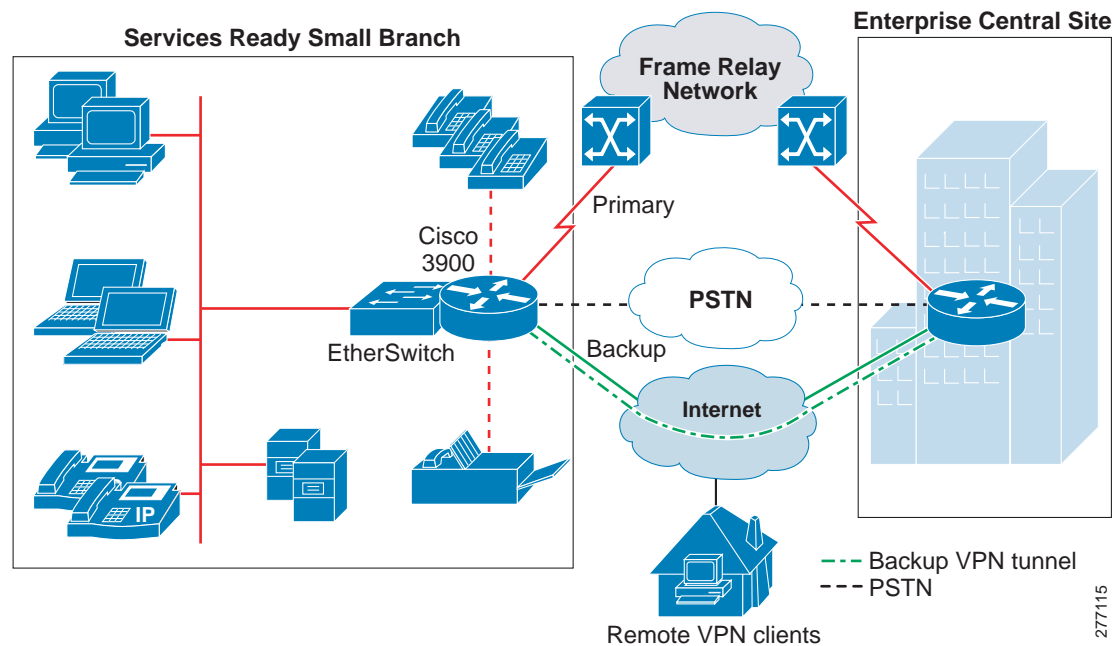 Services Ready Small Branch
Enterprise Central Site
Frame Relay
Network
Primary
Cisco
3900
PSTN
EtherSwitch
Backup
Internet
IP
Backup VPN tunnel
PSTN
Remote VPN clients
277115